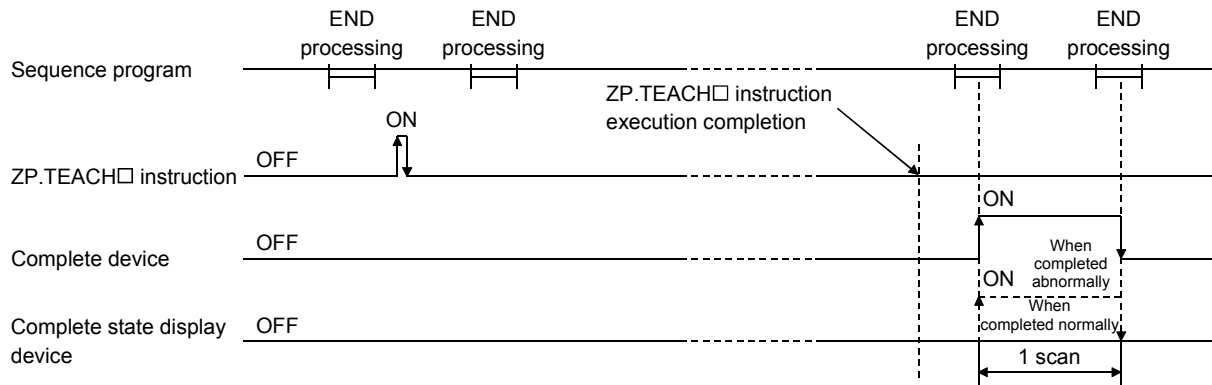 END
processing
END
processing
END
processing
END
processing
Sequence program
ZP.TEACH□ instruction
execution completion
ON
OFF
ZP.TEACH□ instruction
ON
OFF
Complete device
When
completed
abnormally
ON
When
completed normally
OFF
Complete state display
device
1 scan